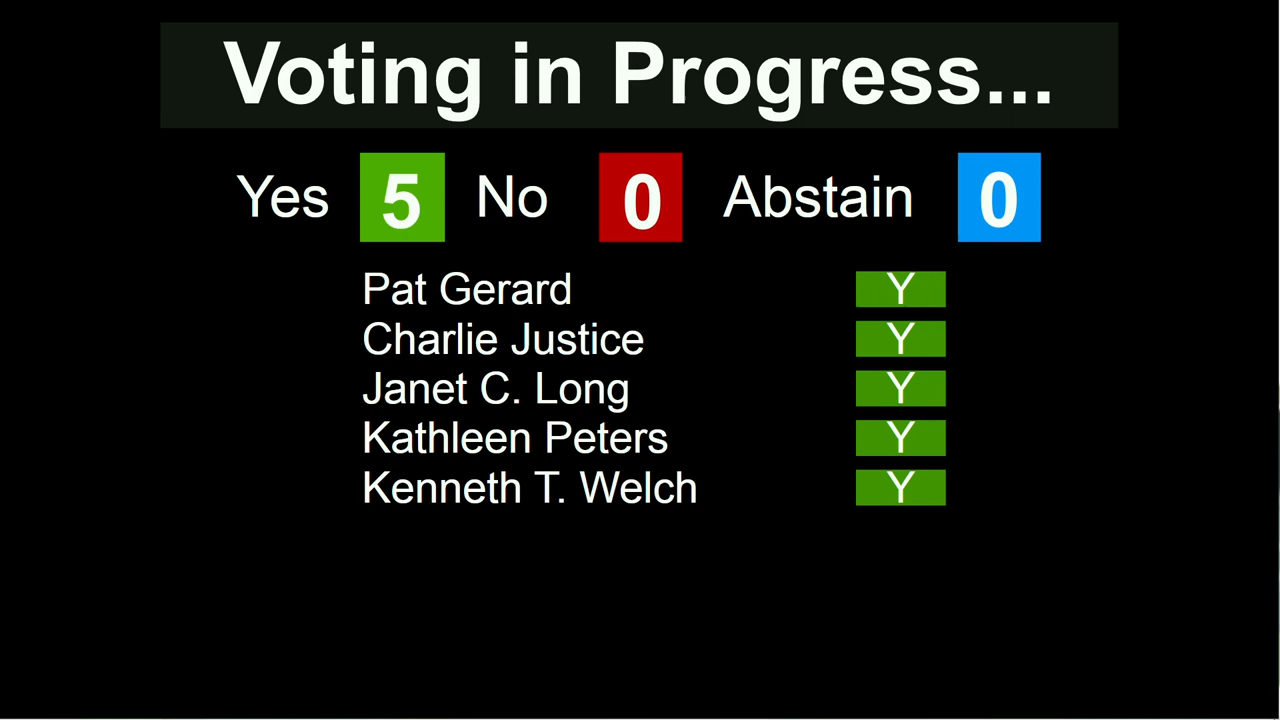 Voting in Progress...
Yes 5 No 0 Abstain 0
Pat Gerard Y
Charlie Justice Y
Janet C. Long Y
Kathleen Peters Y
Kenneth T. Welch Y